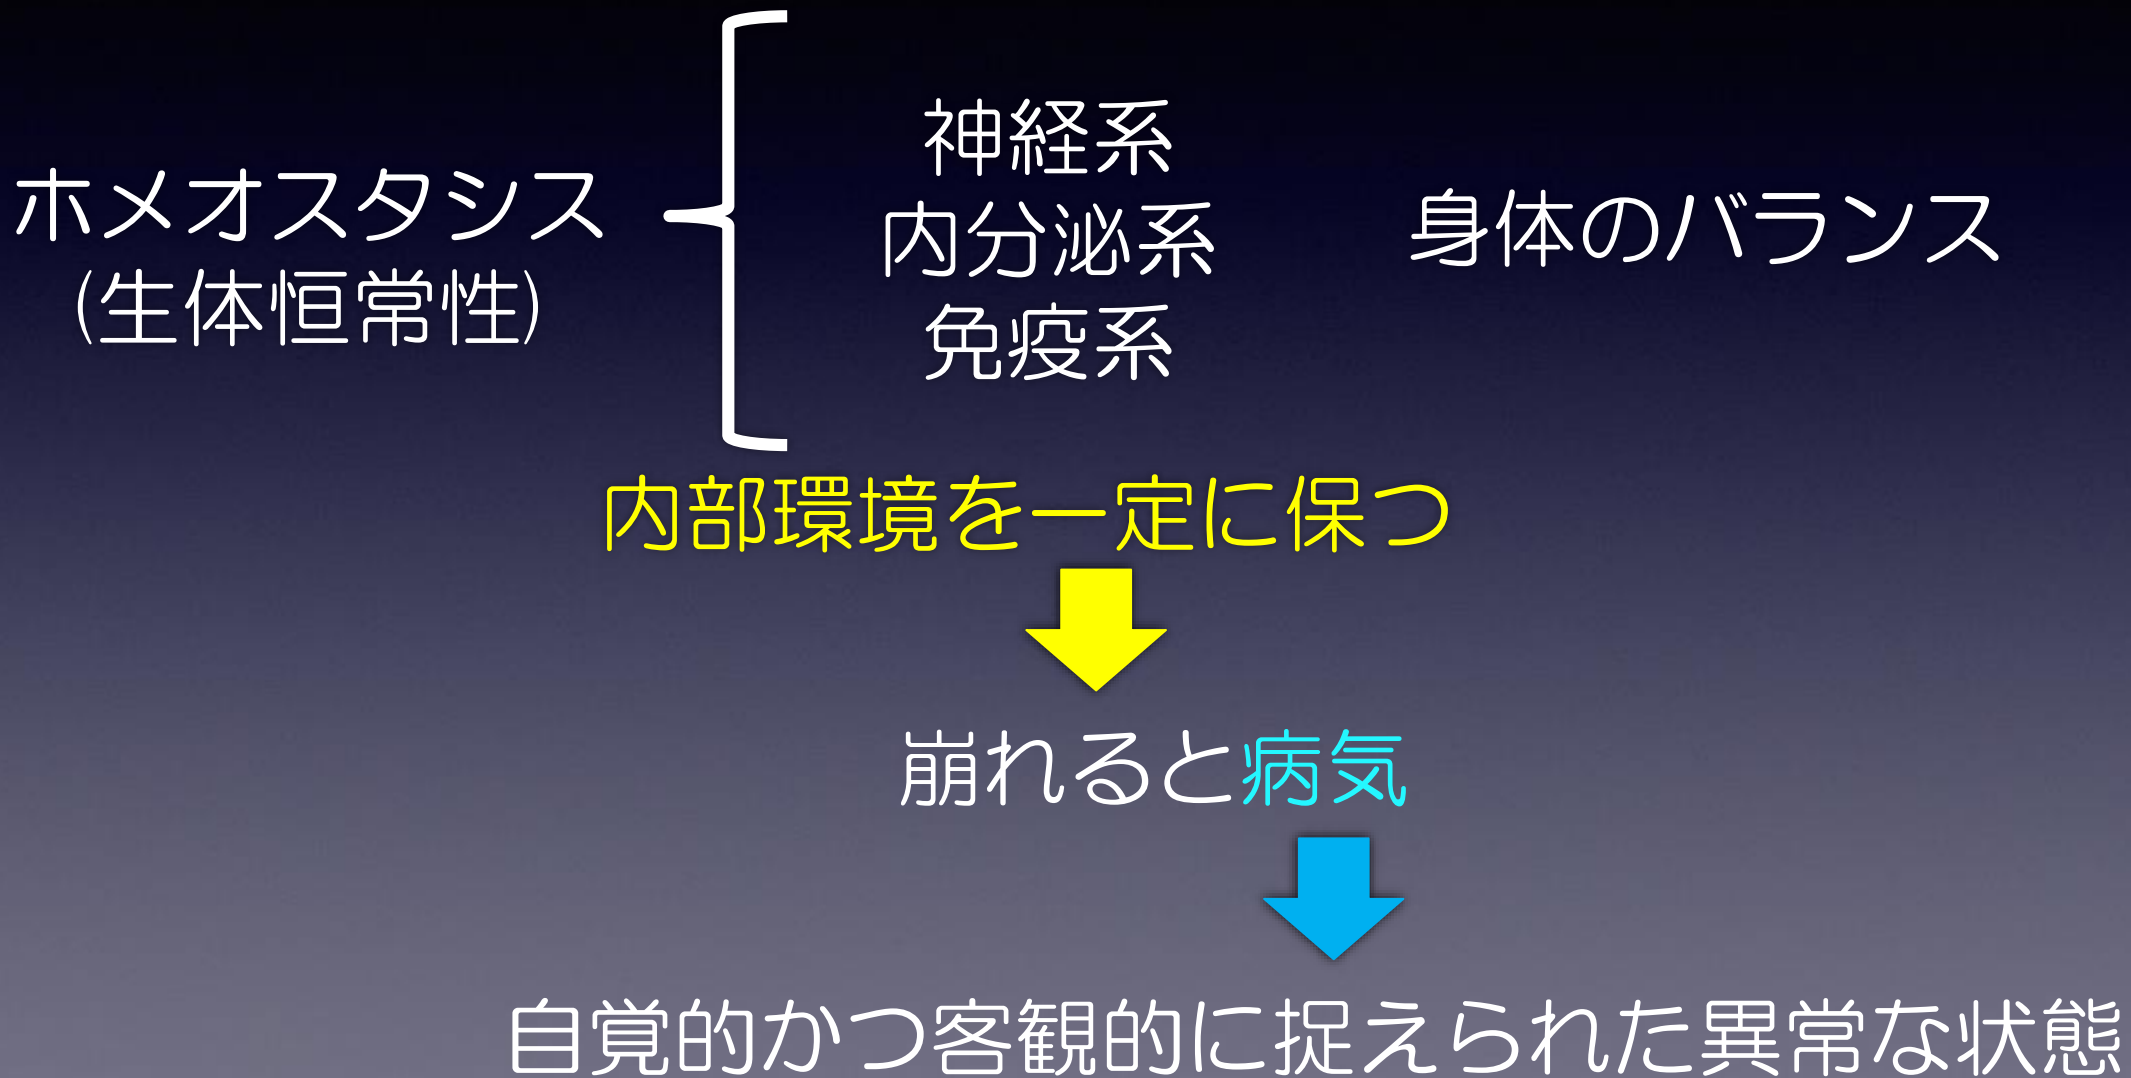 ホメオスタシス
(生体恒常性)
神経系
内分泌系
免疫系
身体のバランス
内部環境を一定に保つ
崩れると病気
自覚的かつ客観的に捉えられた異常な状態